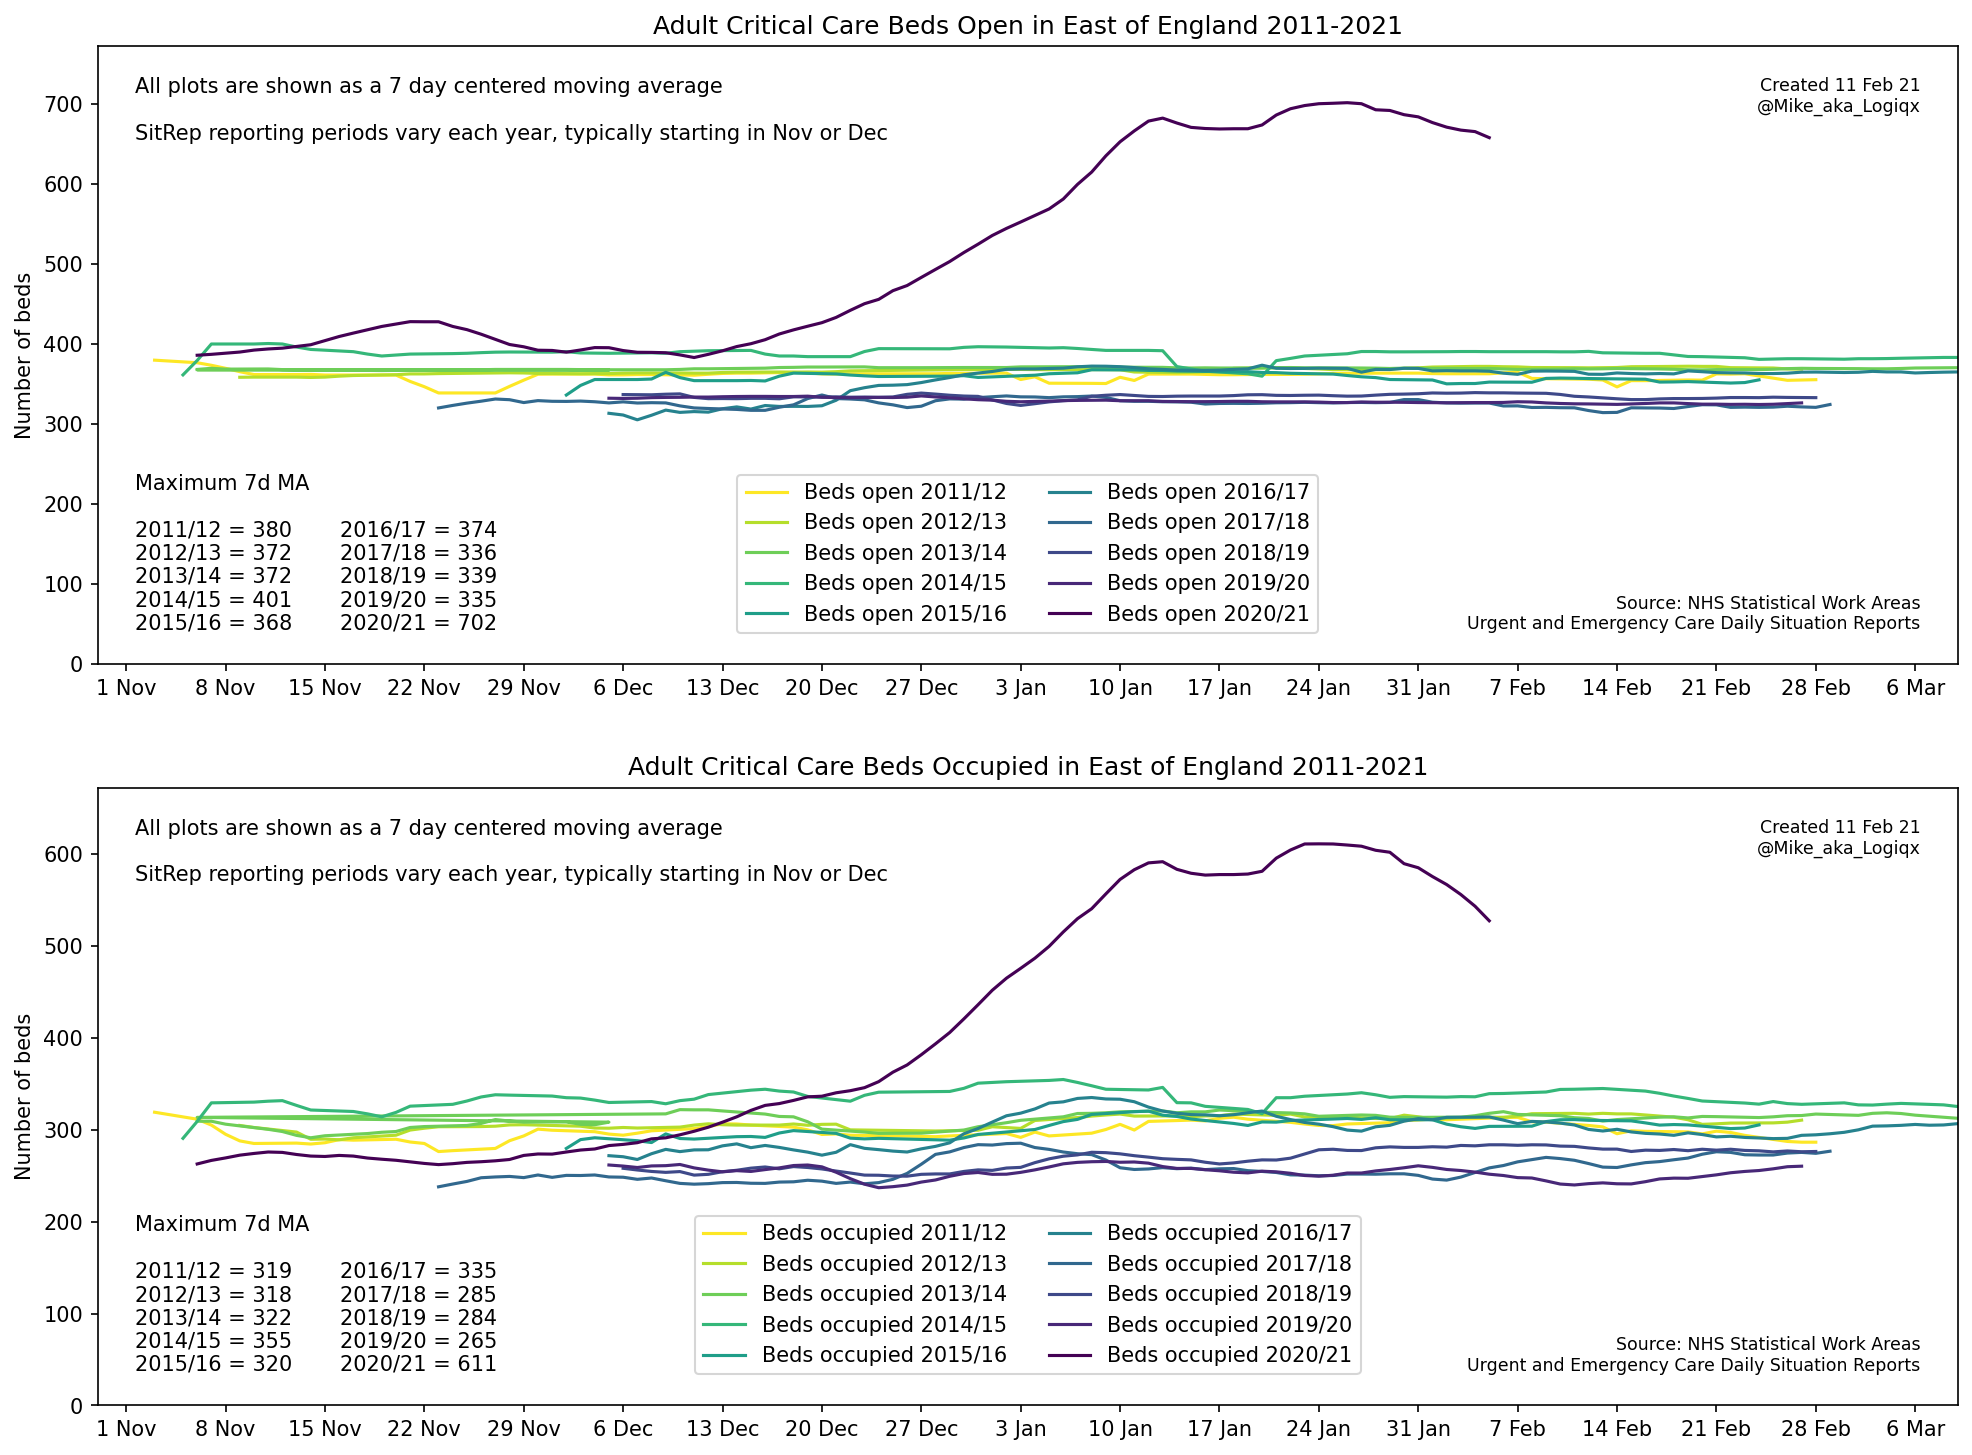 Adult Critical Care Beds Open in East of England 2011-2021
All plots are shown as a 7 day centered moving average
SitRep reporting periods vary each year, typically starting in Nov or Dec
Created 11 Feb 21
@Mike_aka_Logiqx
Number of beds
700
600
500
400
300
200
100
0
Maximum 7d MA
2011/12 = 380 2016/17 = 374
2012/13 = 372 2017/18 = 336
2013/14 = 372 2018/19 = 339
2014/15 = 401 2019/20 = 335
2015/16 = 368 2020/21 = 702
Beds open 2011/12
Beds open 2012/13
Beds open 2013/14
Beds open 2014/15
Beds open 2015/16
Beds open 2016/17
Beds open 2017/18
Beds open 2018/19
Beds open 2019/20
Beds open 2020/21
Source: NHS Statistical Work Areas
Urgent and Emergency Care Daily Situation Reports
1 Nov 8 Nov 15 Nov 22 Nov 29 Nov 6 Dec 13 Dec 20 Dec 27 Dec 3 Jan 10 Jan 17 Jan 24 Jan 31 Jan 7 Feb 14 Feb 21 Feb 28 Feb 6 Mar
Adult Critical Care Beds Occupied in East of England 2011-2021
All plots are shown as a 7 day centered moving average
SitRep reporting periods vary each year, typically starting in Nov or Dec
Created 11 Feb 21
@Mike_aka_Logiqx
Number of beds
600
500
400
300
200
100
0
Maximum 7d MA
2011/12 = 319 2016/17 = 335
2012/13 = 318 2017/18 = 285
2013/14 = 322 2018/19 = 284
2014/15 = 355 2019/20 = 265
2015/16 = 320 2020/21 = 611
Beds occupied 2011/12
Beds occupied 2012/13
Beds occupied 2013/14
Beds occupied 2014/15
Beds occupied 2015/16
Beds occupied 2016/17
Beds occupied 2017/18
Beds occupied 2018/19
Beds occupied 2019/20
Beds occupied 2020/21
Source: NHS Statistical Work Areas
Urgent and Emergency Care Daily Situation Reports
1 Nov 8 Nov 15 Nov 22 Nov 29 Nov 6 Dec 13 Dec 20 Dec 27 Dec 3 Jan 10 Jan 17 Jan 24 Jan 31 Jan 7 Feb 14 Feb 21 Feb 28 Feb 6 Mar